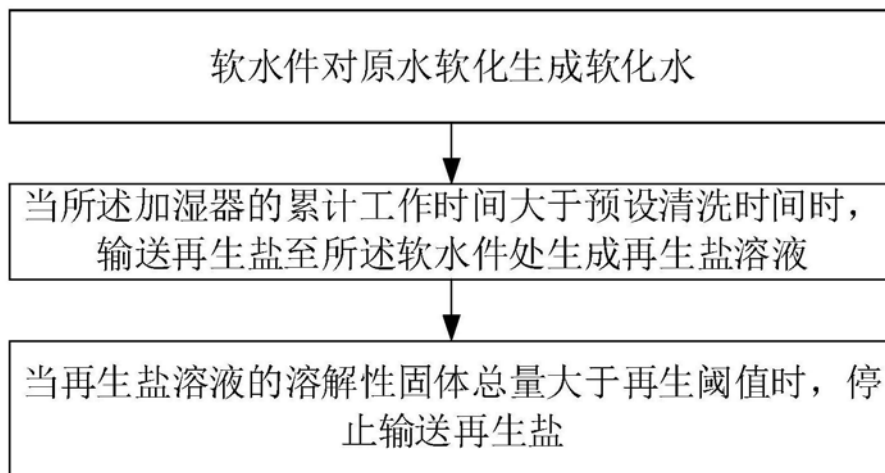 软水件对原水软化生成软化水
当所述加湿器的累计工作时间大于预设清洗时间时，
输送再生盐至所述软水件处生成再生盐溶液
当再生盐溶液的溶解性固体总量大于再生阈值时，停
止输送再生盐